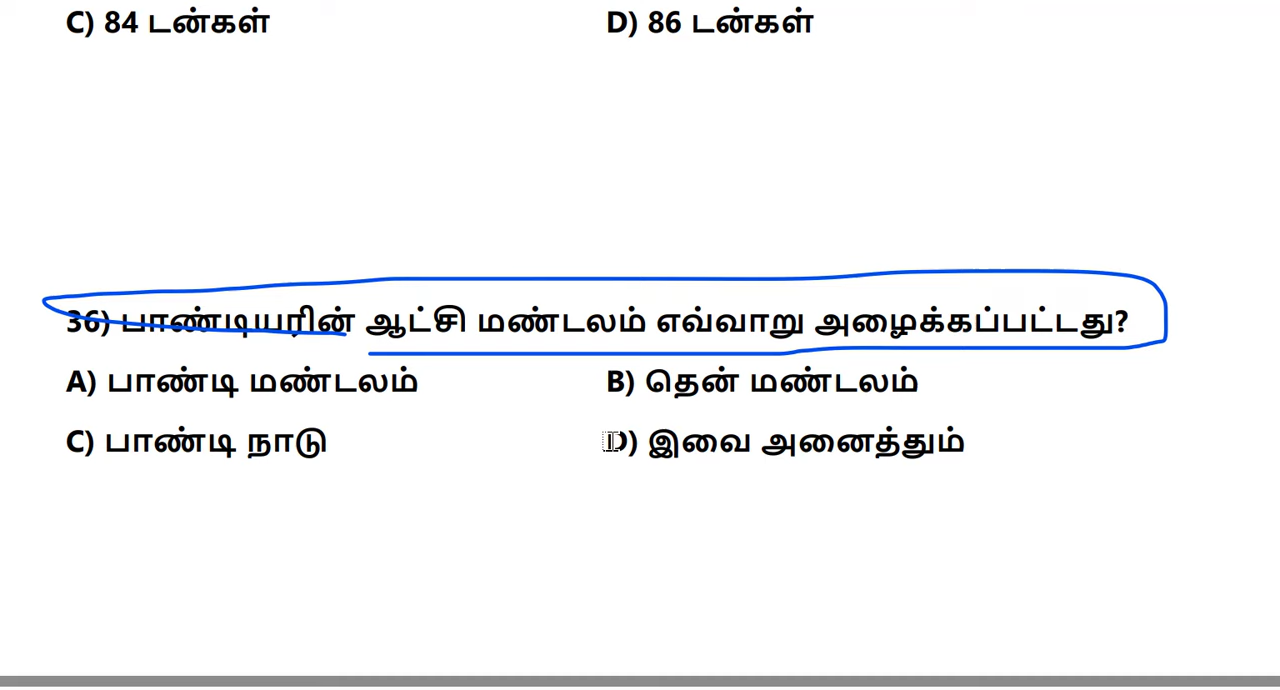 C) 84 டன்கள் D) 86 டன்கள்
36) பாண்டியரின் ஆட்சி மண்டலம் எவ்வாறு அழைக்கப்பட்டது?
A) பாண்டி மண்டலம் B) தென் மண்டலம்
C) பாண்டி நாடு D) இவை அனைத்தும்